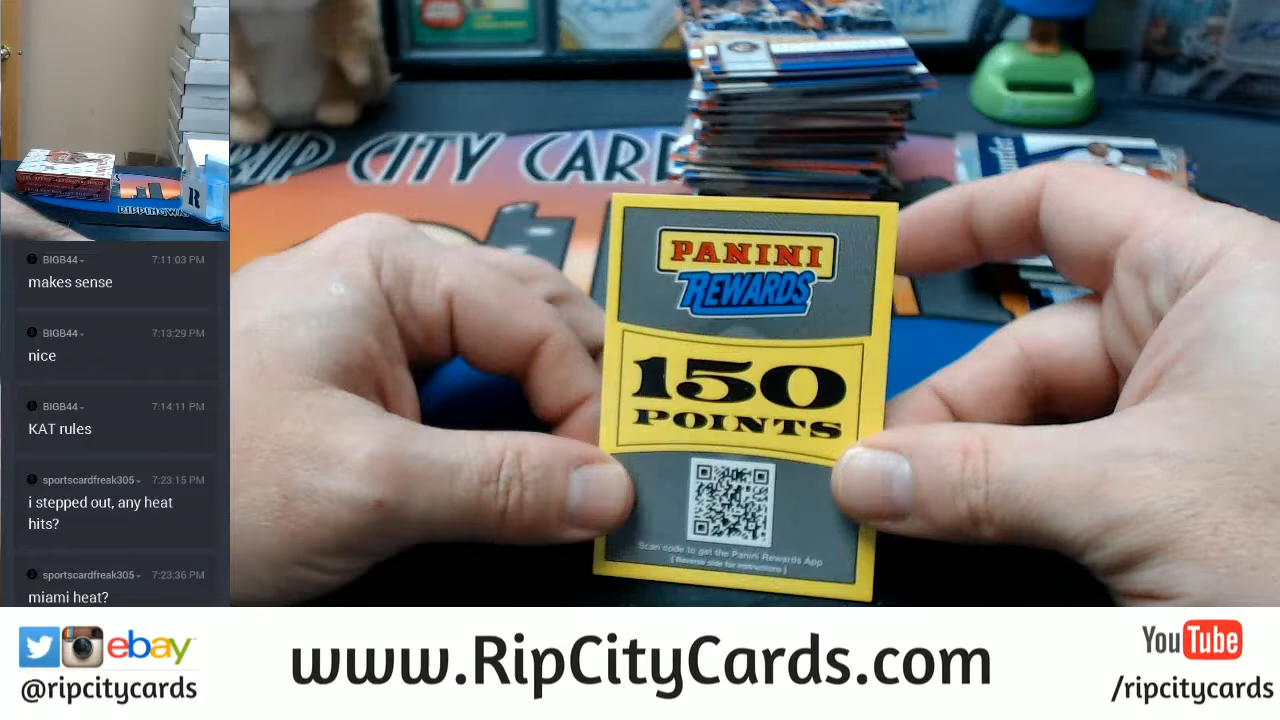 RIP CITY CARD
RIPPINGWA
R
BIGB44
7:11:03 PM
makes sense
BIGB44
7:13:29 PM
nice
BIGB44
7:14:11 PM
KAT rules
sportscardfreak305
7:23:15 PM
i stepped out, any heat
hits?
sportscardfreak305
7:23:36 PM
miami heat?
PANINI
REWARDS
150
POINTS
Scan code to get the Panini Rewards App
( Reverse side for instructions )
ebay
@ripcitycards
www.RipCityCards.com
YouTube
/ripcitycards